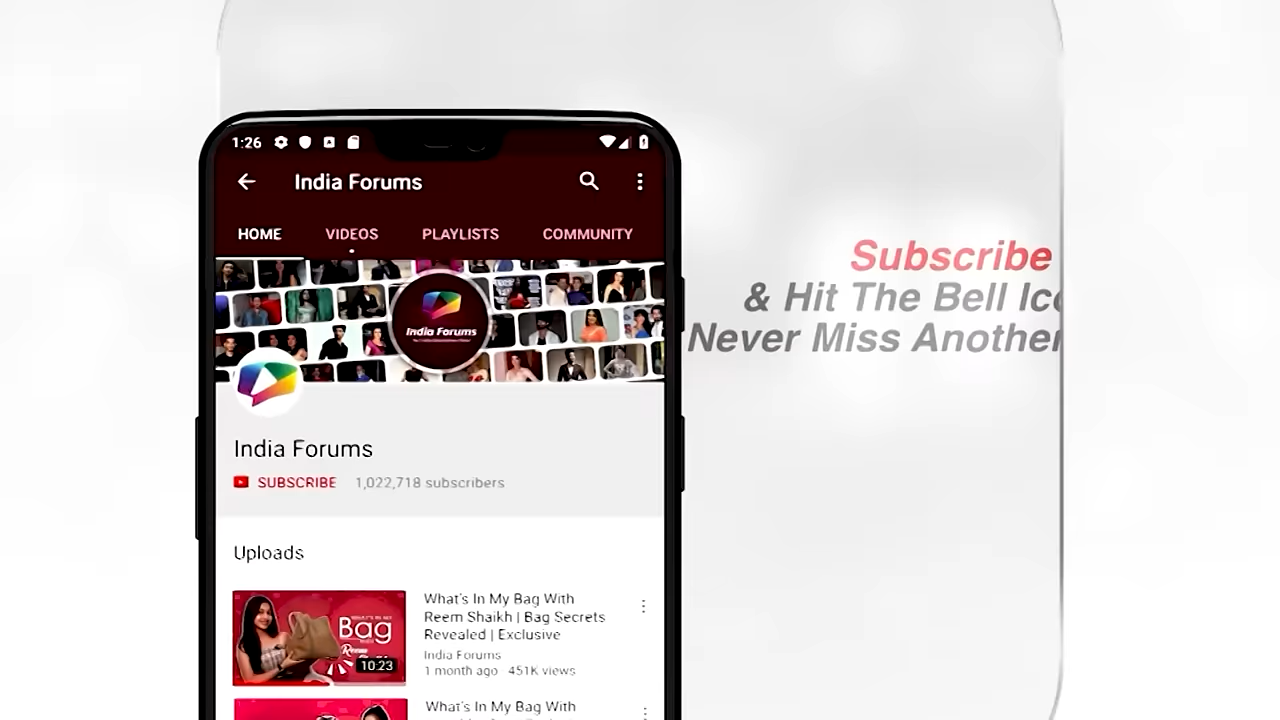 1:26
India Forums
HOME VIDEOS PLAYLISTS COMMUNITY
India Forums
India Forums
SUBSCRIBE 1,022,718 subscribers
Uploads
What's In My Bag With
Reem Shaikh | Bag Secrets
Revealed | Exclusive
India Forums
1 month ago 451K views
Bag
10:23
What's In My Bag With
Subscribe
& Hit The Bell Ico
Never Miss Another